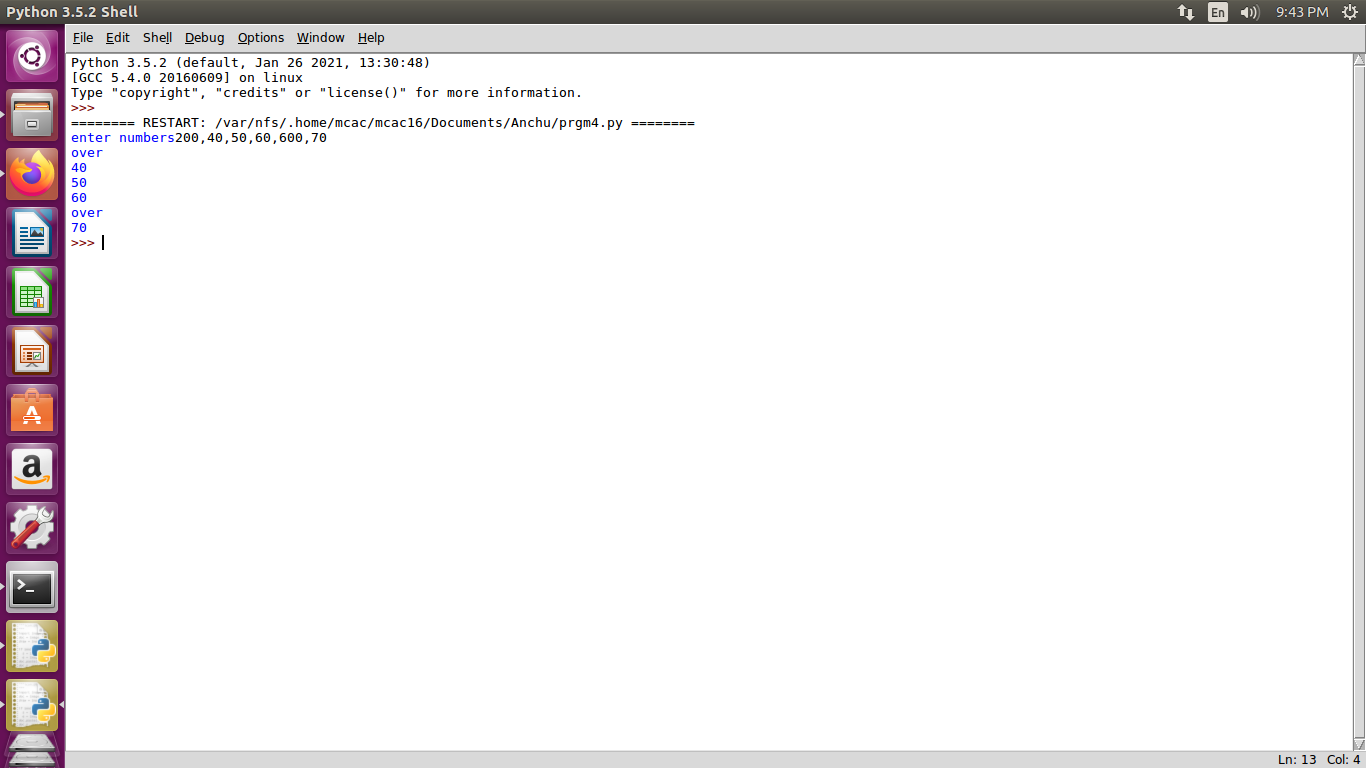 Python 3.5.2 Shell
En
9:43 PM
File Edit Shell Debug Options Window Help
Python 3.5.2 (default, Jan 26 2021, 13:30:48)
[GCC 5.4.0 20160609] on linux
Type "copyright", "credits" or "license()" for more information.
>>>
======== RESTART: /var/nfs/.home/mcac/mcac16/Documents/Anchu/prgm4.py ========
enter numbers200,40,50,60,600,70
over
40
50
60
over
70
>>>
Ln: 13 Col: 4